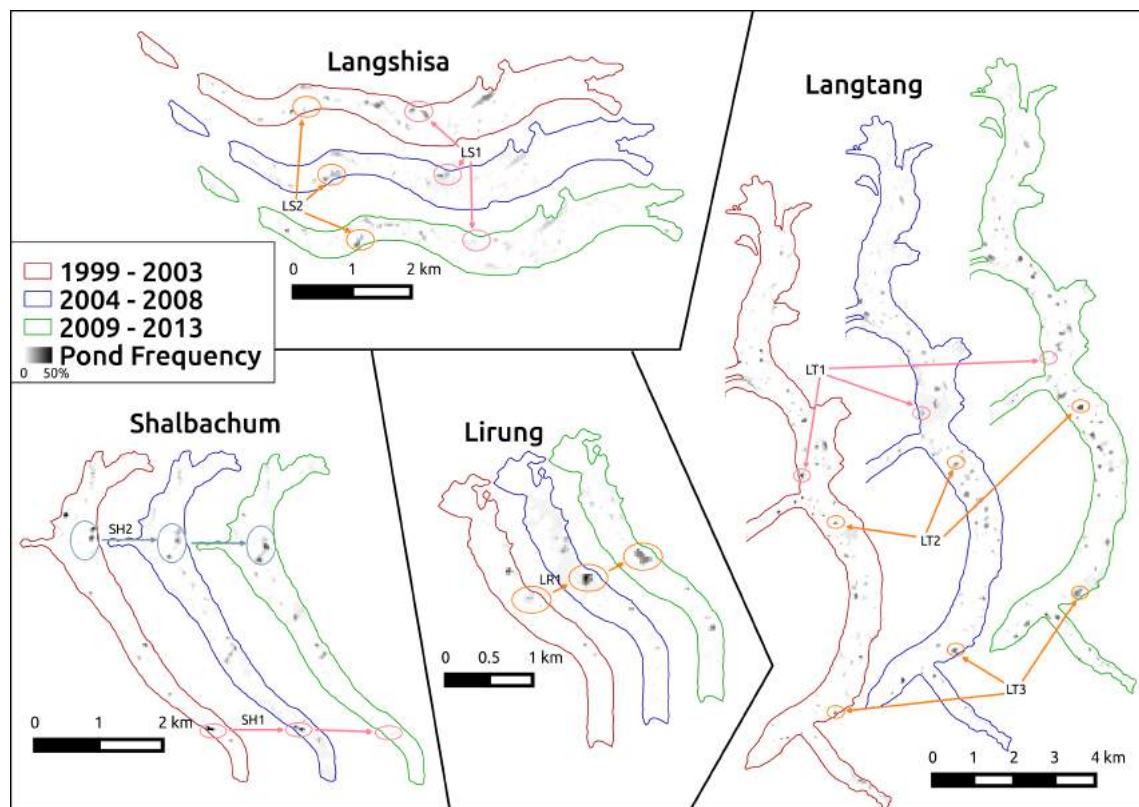 Langshisa
LS1
LS2
0 1 2 km
1999 - 2003
2004 - 2008
2009 - 2013
Pond Frequency
0 50%
Langtang
LT1
LT2
LT3
0 1 2 3 4 km
Shalbachum
SH2
SH1
0 1 2 km
Lirung
LR1
0 0.5 1 km